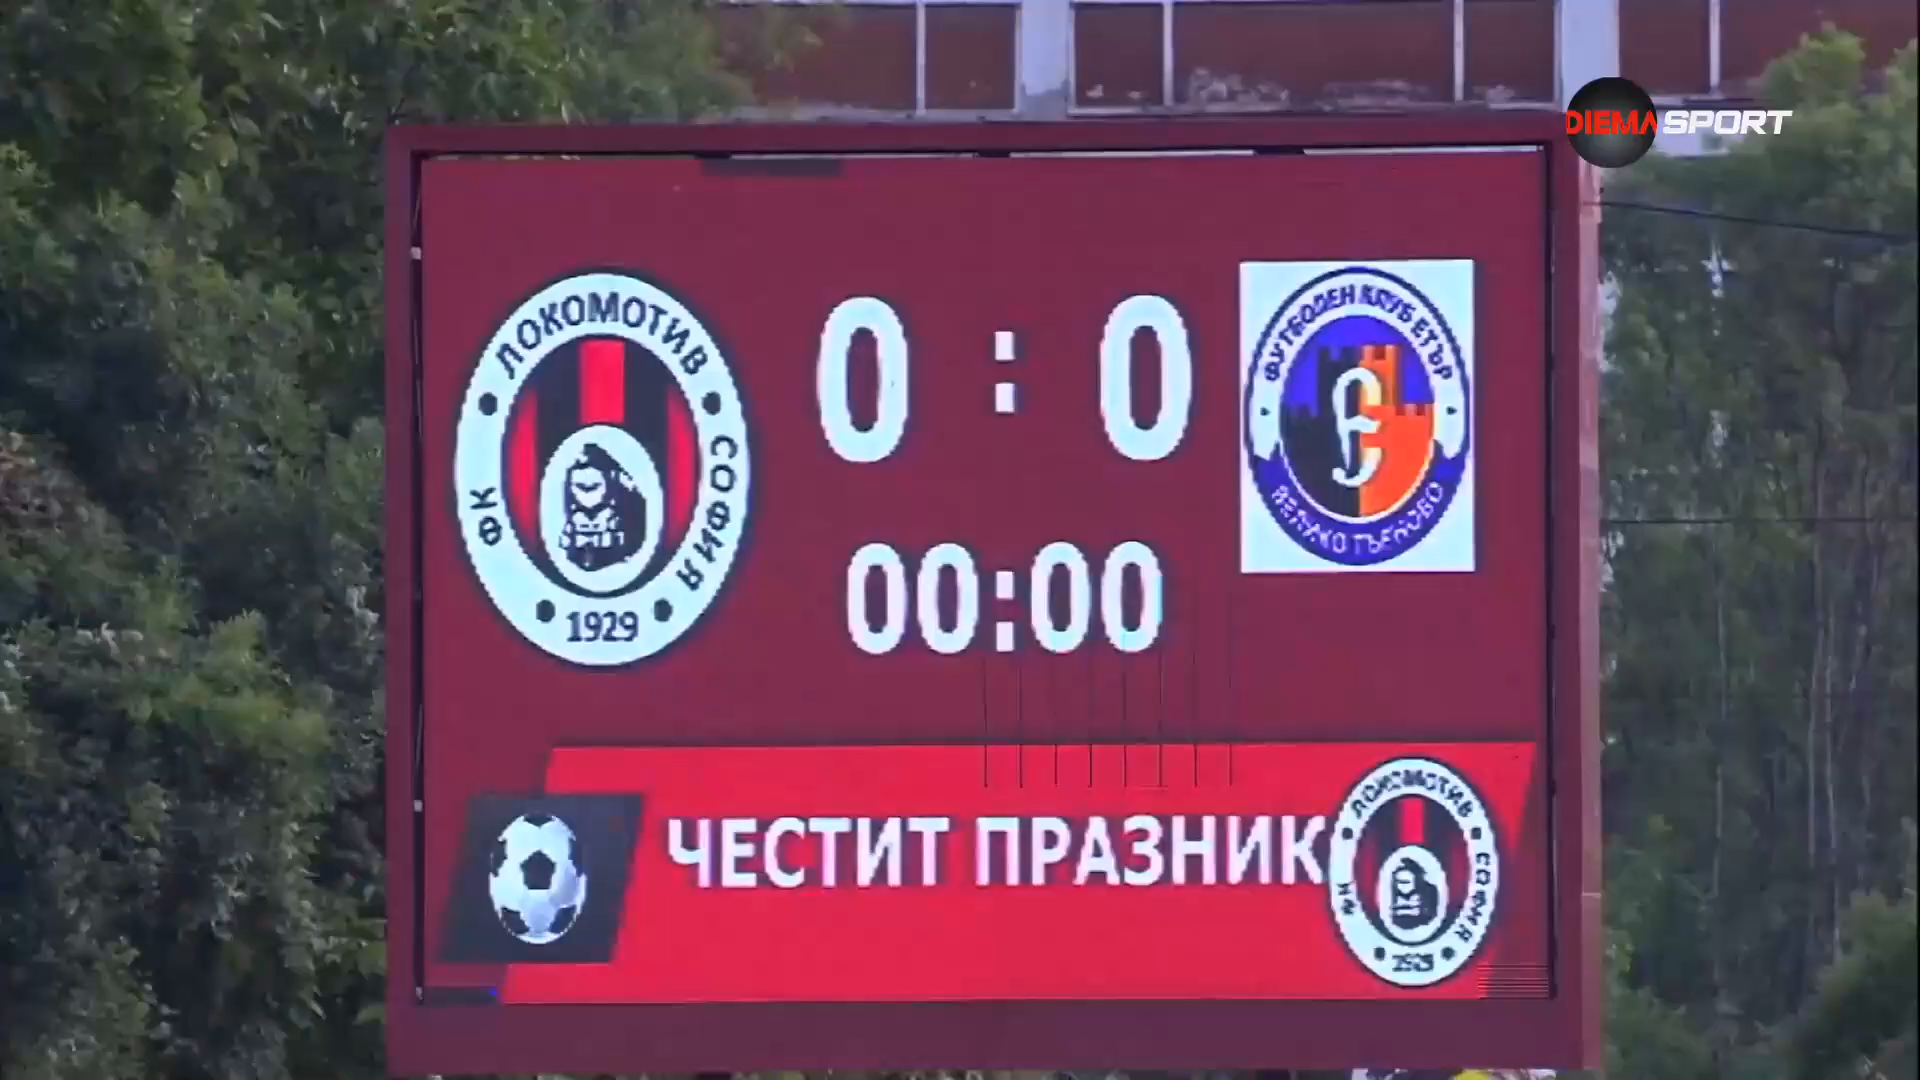 DIEMA SPORT
ЛОКОМОТИВ СОФИЯ
ФК
1929
0 : 0
ФУТБОЛЕН КЛУБ ЕТЪР
ВЕЛИКО ТЪРНОВО
00:00
ЧЕСТИТ ПРАЗНИК
ЛОКОМОТИВ СОФИЯ
ФК
1929